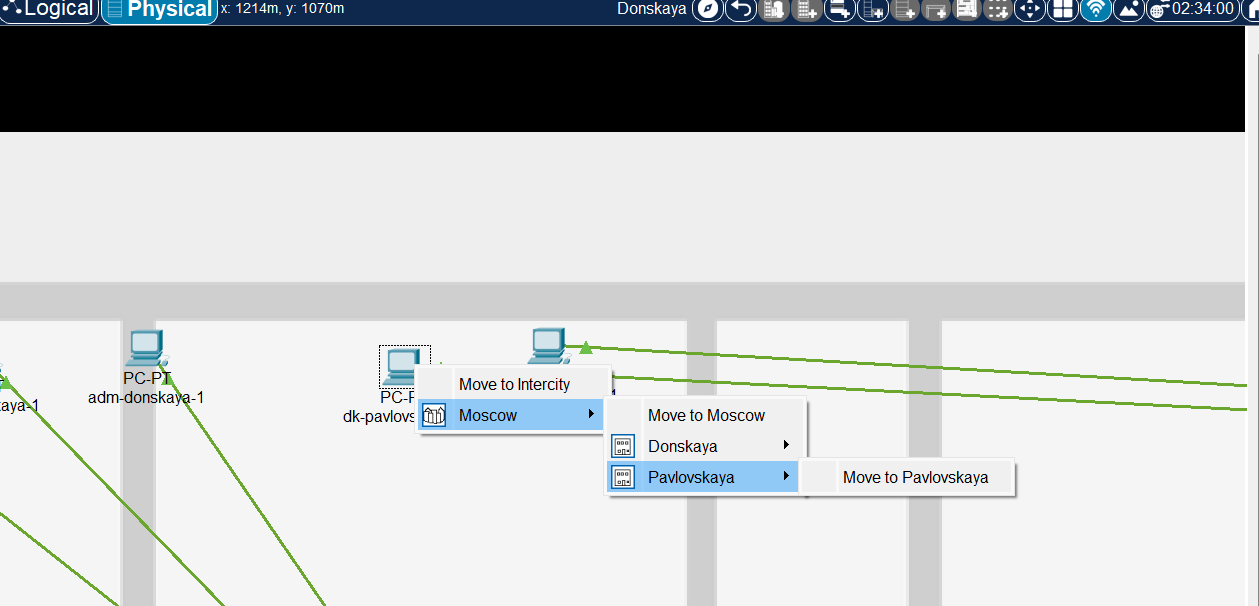 Logical Physical x: 1214m, y: 1070m Donskaya 02:34:00
PC-PT
adm-donskaya-1
aya-1
PC-P
dk-pavlovs
Move to Intercity
Moscow
Move to Moscow
Donskaya
Pavlovskaya
Move to Pavlovskaya